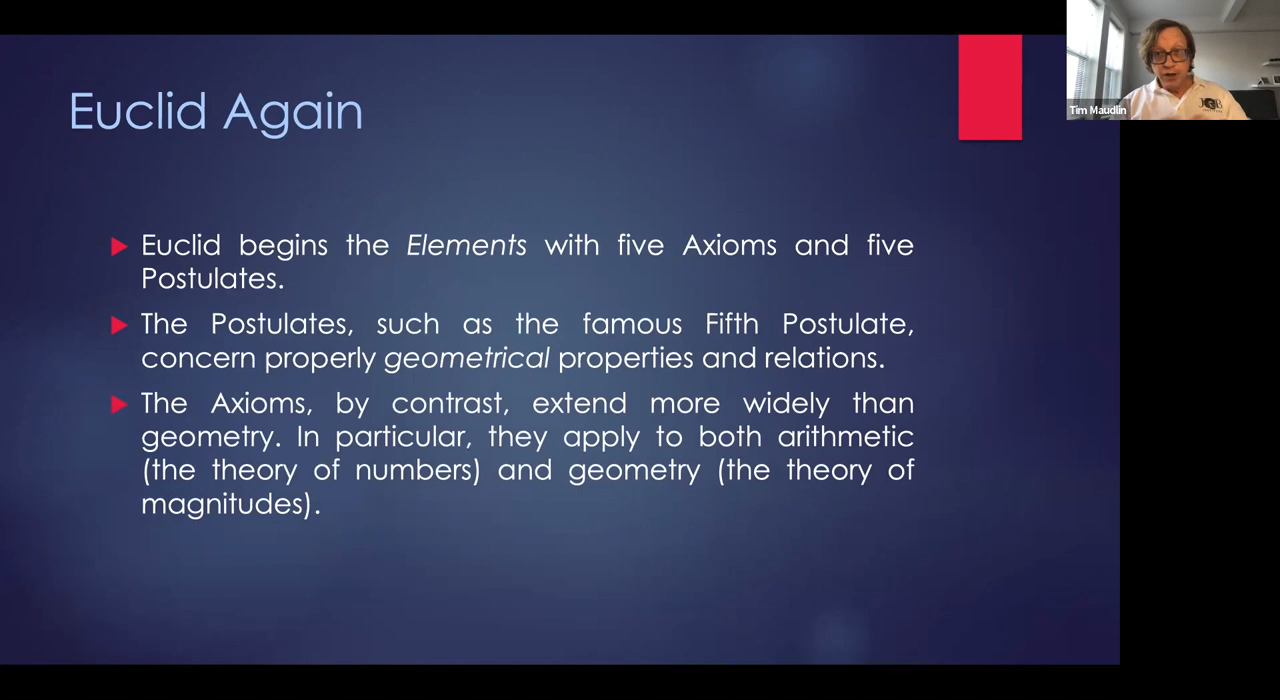 Euclid Again
Euclid begins the Elements with five Axioms and five
Postulates.
The Postulates, such as the famous Fifth Postulate,
concern properly geometrical properties and relations.
The Axioms, by contrast, extend more widely than
geometry. In particular, they apply to both arithmetic
(the theory of numbers) and geometry (the theory of
magnitudes).
Tim Maudlin